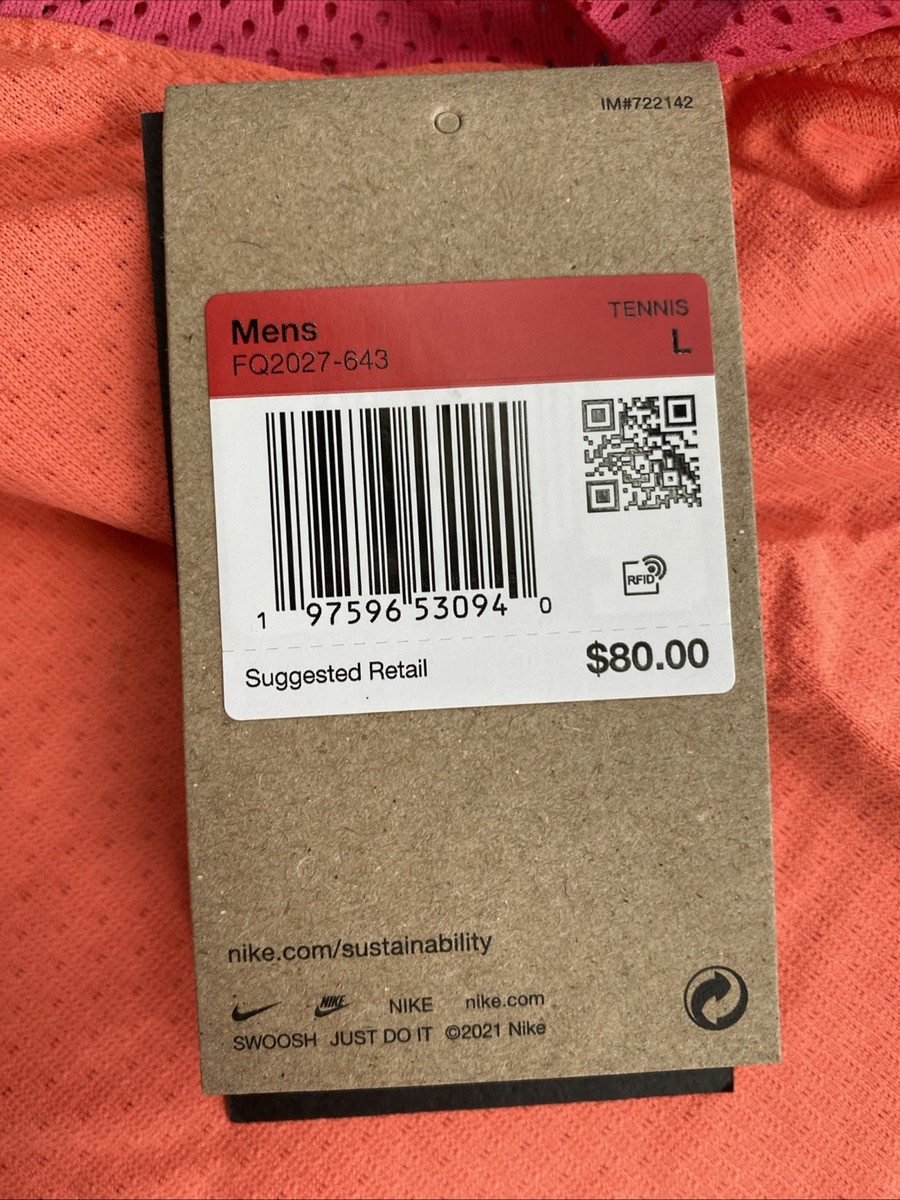 IM#722142
Mens
TENNIS
FQ2027-643
L
1 97596 53094 0
RFID
Suggested Retail
$80.00
nike.com/sustainability
NIKE NIKE nike.com
SWOOSH JUST DO IT ©2021 Nike